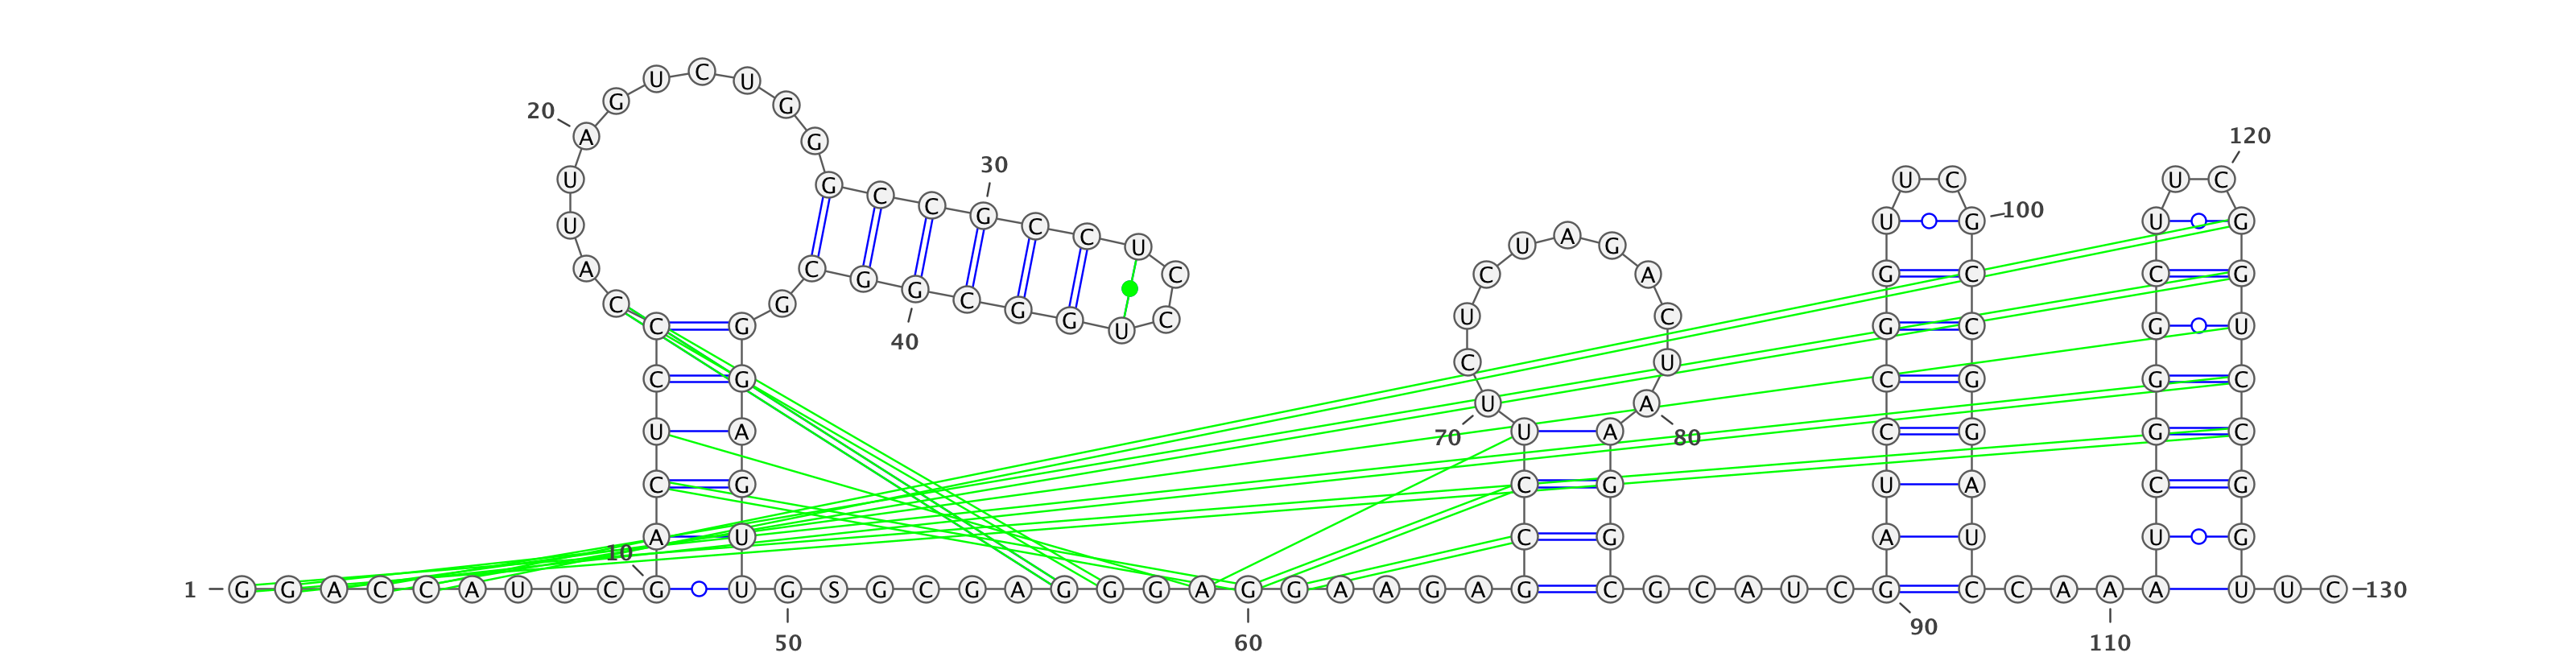 1
G G A C C A U U C G
10
A C U C C C A U U A
20
G U C U G G G C C G
30
C C U C C U G G C G
40
G C G G G A G U U G
50
S G C G A G G G A G
60
G A A G A G C C U U
70
C U C U A G A C U A
80
A G G C G C A U C G
90
A U C C G G U U C G
100
C C G G A U C C A A
110
A U C G G G C U U C
120
G G U C C G G U U C
130